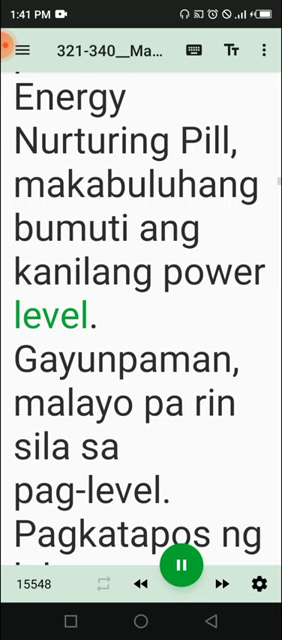 1:41 PM
321-340__Ma...
Energy
Nurturing Pill,
makabuluhang
bumuti ang
kanilang power
level.
Gayunpaman,
malayo pa rin
sila sa
pag-level.
Pagkatapos ng
15548